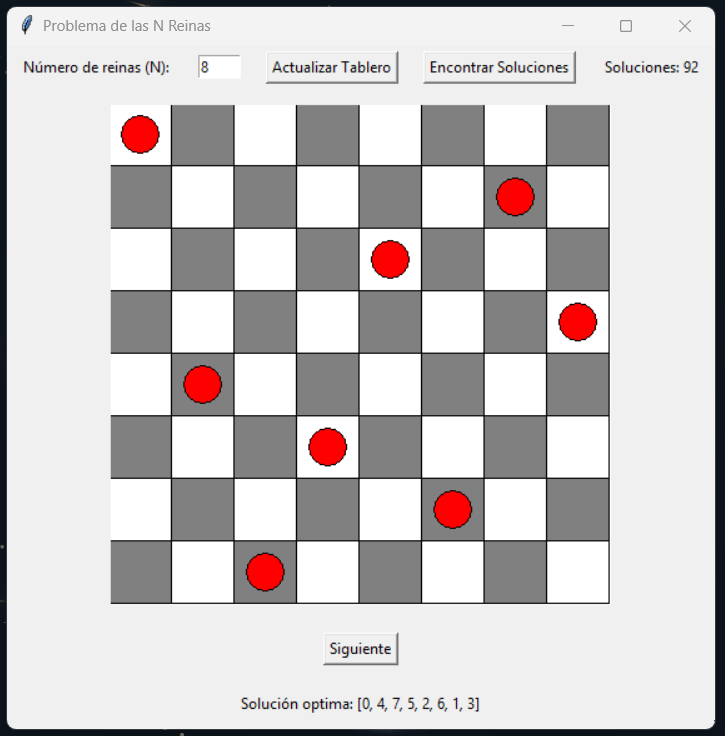 Problema de las N Reinas
Número de reinas (N): 8 Actualizar Tablero Encontrar Soluciones Soluciones: 92
Siguiente
Solución optima: [0, 4, 7, 5, 2, 6, 1, 3]